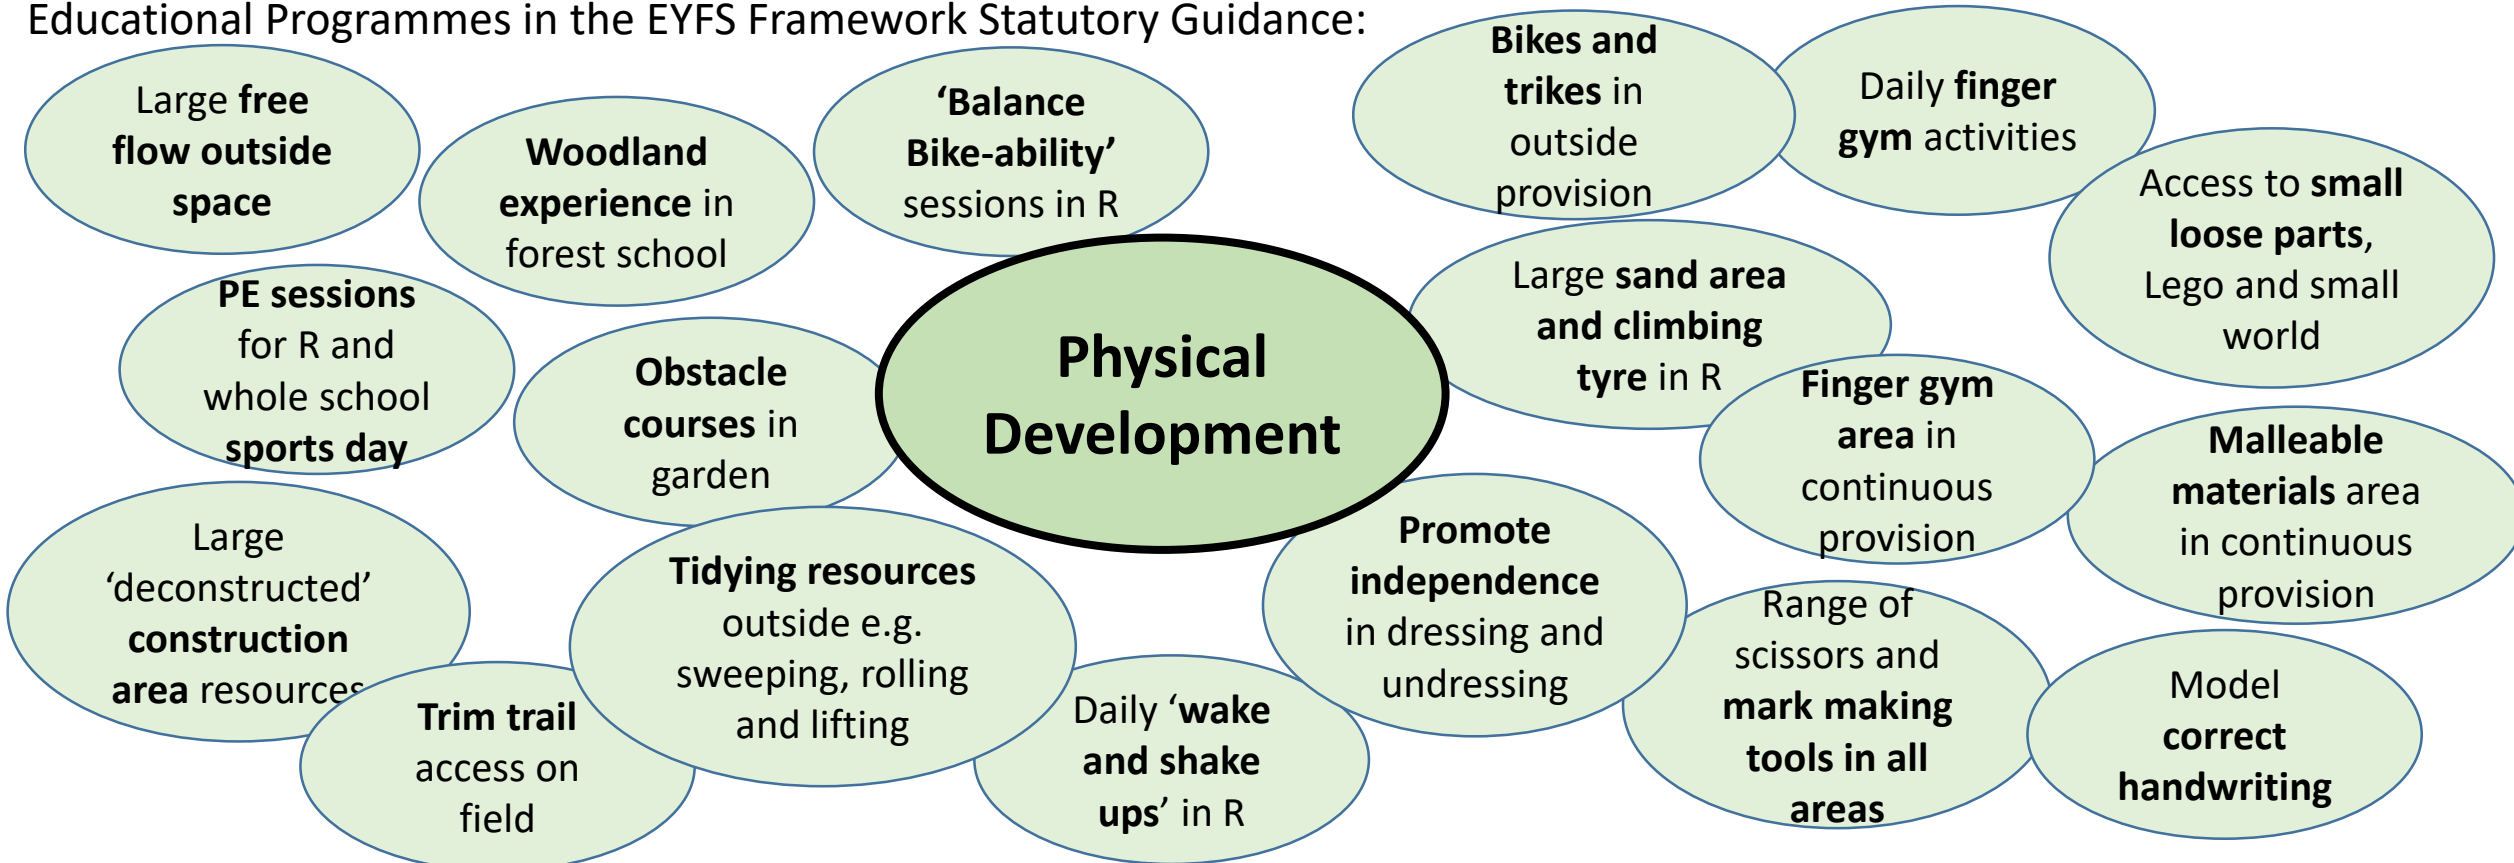 Educational Programmes in the EYFS Framework Statutory Guidance:
Large free
flow outside
space
Woodland
experience in
forest school
‘Balance
Bike-ability’
sessions in R
Bikes and
trikes in
outside
provision
Daily finger
gym activities
Access to small
loose parts,
Lego and small
world
PE sessions
for R and
whole school
sports day
Obstacle
courses in
garden
Physical
Development
Large sand area
and climbing
tyre in R
Finger gym
area in
continuous
provision
Malleable
materials area
in continuous
provision
Large
‘deconstructed’
construction
area resources
Trim trail
access on
field
Tidying resources
outside e.g.
sweeping, rolling
and lifting
Daily ‘wake
and shake
ups’ in R
Promote
independence
in dressing and
undressing
Range of
scissors and
mark making
tools in all
areas
Model
correct
handwriting